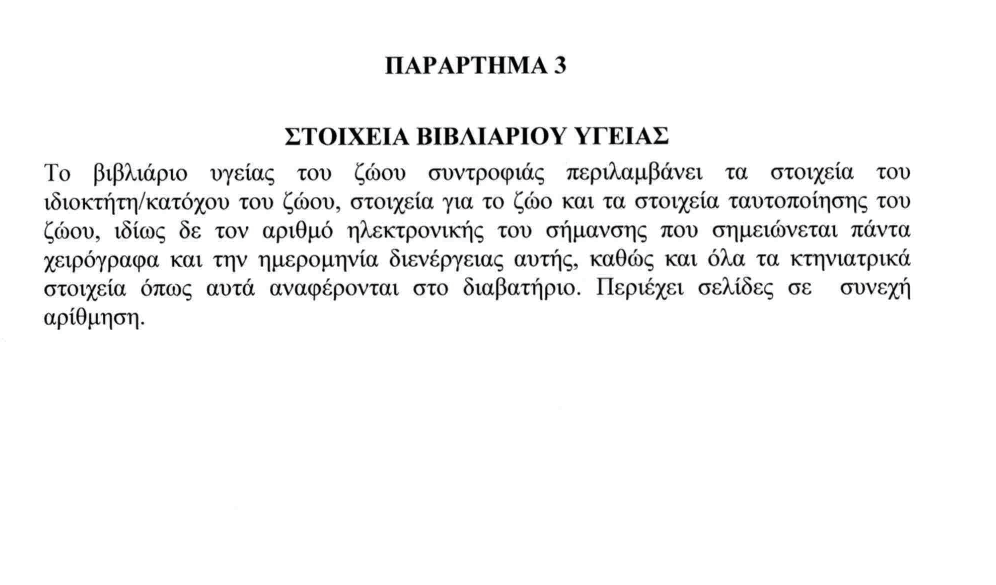 ΠΑΡΑΡΤΗΜΑ 3
ΣΤΟΙΧΕΙΑ ΒΙΒΛΙΑΡΙΟΥ ΥΓΕΙΑΣ
Το βιβλιάριο υγείας του ζώου συντροφιάς περιλαμβάνει τα στοιχεία του
ιδιοκτήτη/κατόχου του ζώου, στοιχεία για το ζώο και τα στοιχεία ταυτοποίησης του
ζώου, ιδίως δε τον αριθμό ηλεκτρονικής του σήμανσης που σημειώνεται πάντα
χειρόγραφα και την ημερομηνία διενέργειας αυτής, καθώς και όλα τα κτηνιατρικά
στοιχεία όπως αυτά αναφέρονται στο διαβατήριο. Περιέχει σελίδες σε συνεχή
αρίθμηση.